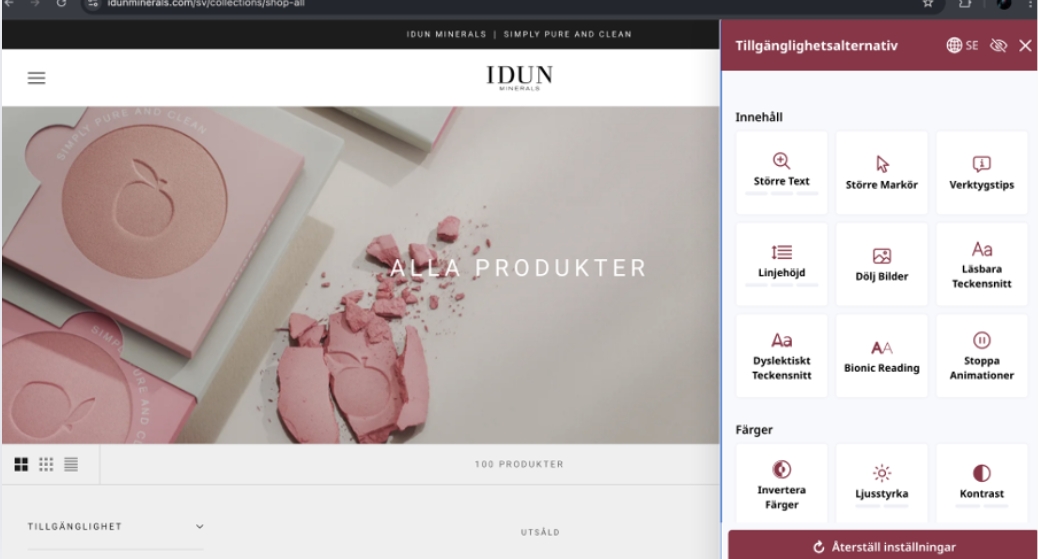 idunminerals.com/sv/collections/shop-all
IDUN MINERALS | SIMPLY PURE AND CLEAN
IDUN
MINERALS
SIMPLY PURE AND CLEAN
ALLA PRODUKTER
100 PRODUKTER
TILLGÄNGLIGHET
UTSÅLD
Tillgänglighetsalternativ
SE
Innehåll
Större Text
Större Markör
Verktygstips
Linjehöjd
Dölj Bilder
Aa
Läsbara
Teckensnitt
Aa
Dyslektiskt
Teckensnitt
AA
Bionic Reading
Stoppa
Animationer
Färger
Invertera
Färger
Ljusstyrka
Kontrast
Återställ inställningar